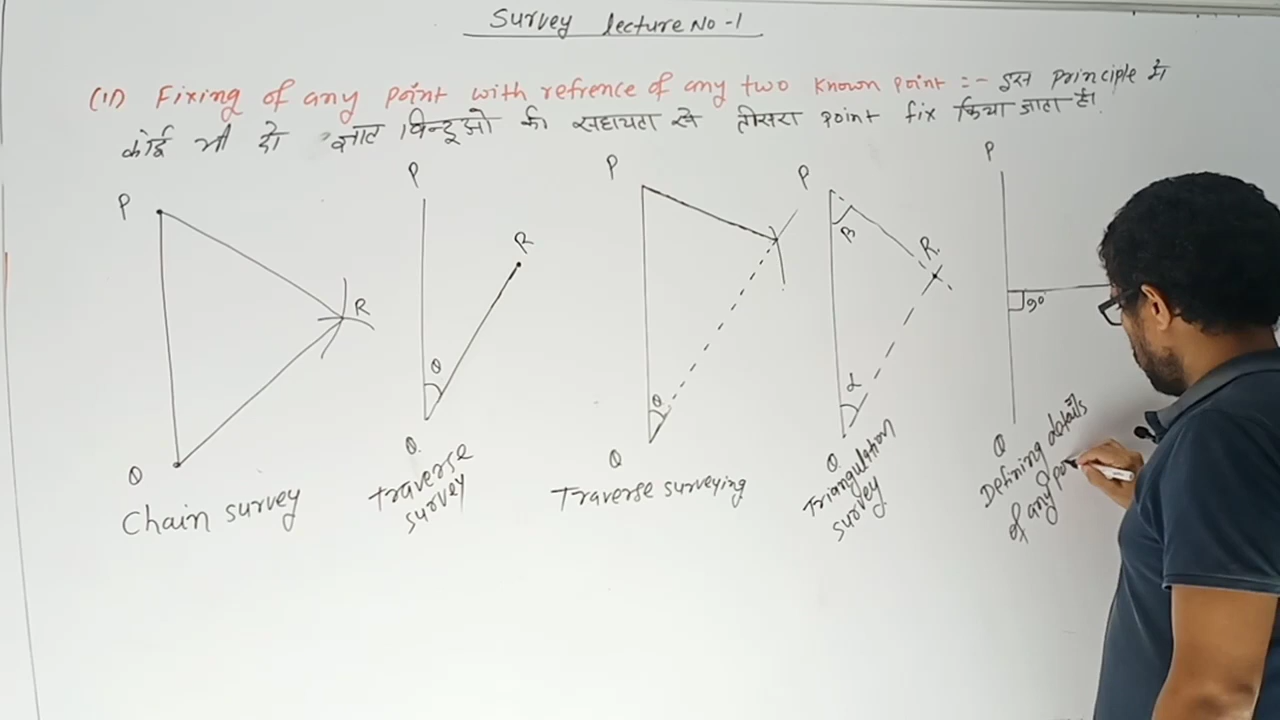 Survey lecture No -1
(11) Fixing of any point with refrence of any two known point :- इस principle में
कोई भी दो ज्ञात बिन्दूओ की सहायता से तीसरा point fix किया जाता है।
P
R
Q
Chain survey
P
R
θ
Q
Traverse
survey
P
θ
Q
Traverse surveying
P
β
R
α
Q
Triangulation
survey
P
90°
Q
Defining details
of any po